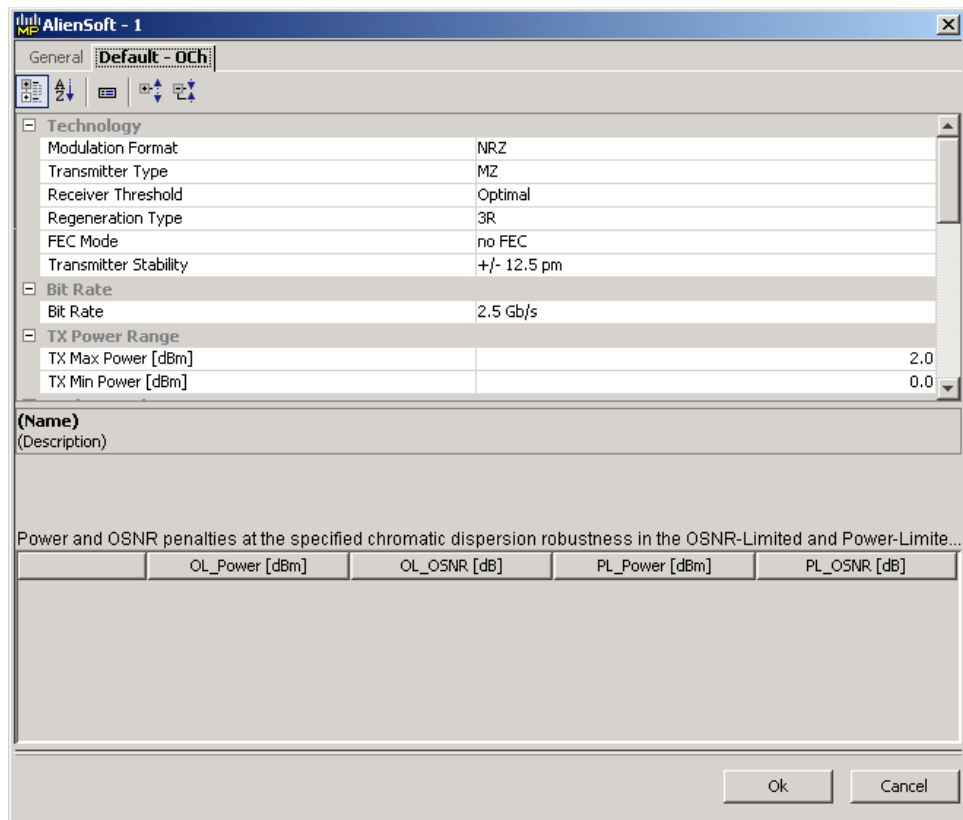 MP AlienSoft - 1
General Default - OCh
Technology
Modulation Format NRZ
Transmitter Type MZ
Receiver Threshold Optimal
Regeneration Type 3R
FEC Mode no FEC
Transmitter Stability +/- 12.5 pm
Bit Rate
Bit Rate 2.5 Gb/s
TX Power Range
TX Max Power [dBm] 2.0
TX Min Power [dBm] 0.0
(Name)
(Description)
Power and OSNR penalties at the specified chromatic dispersion robustness in the OSNR-Limited and Power-Limite...
OL_Power [dBm] OL_OSNR [dB] PL_Power [dBm] PL_OSNR [dB]
Ok Cancel